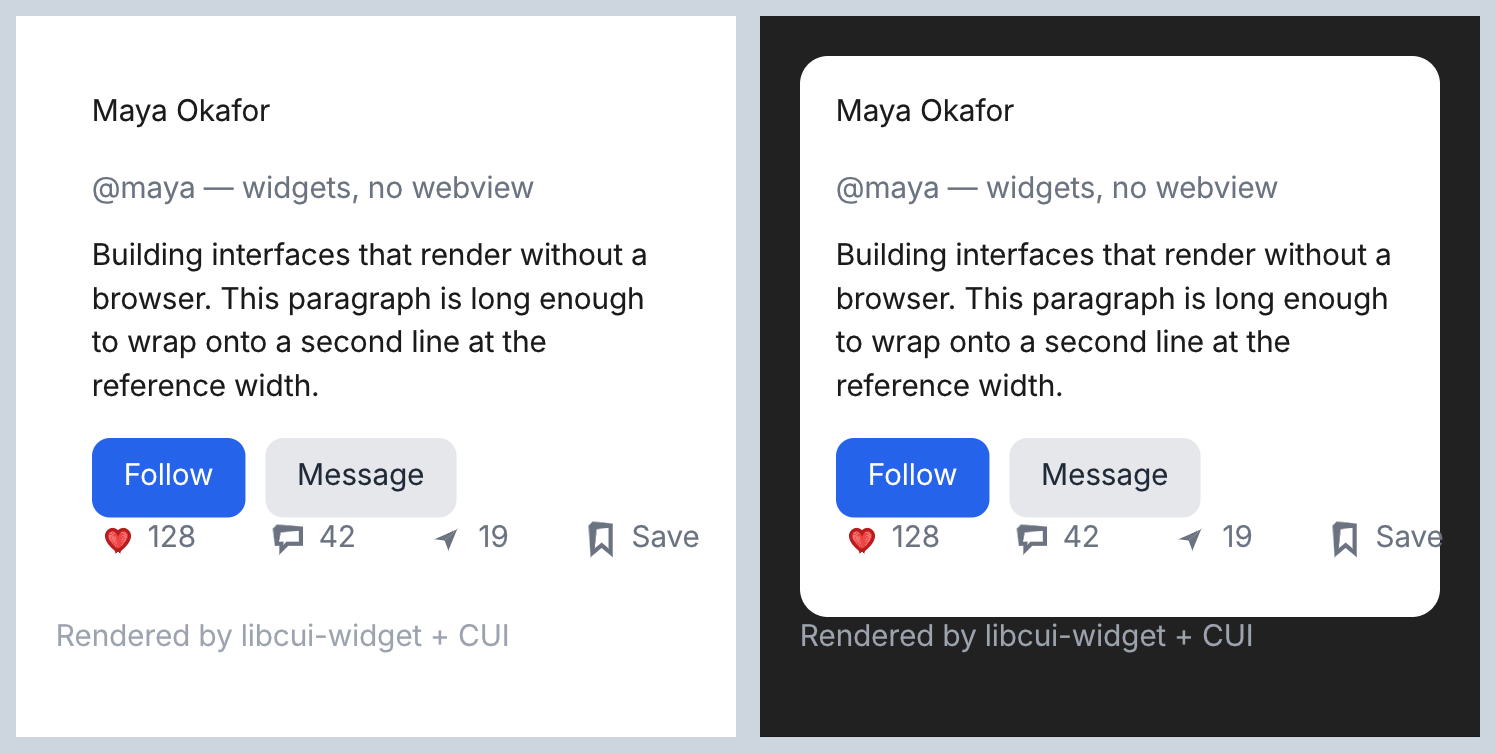 Maya Okafor
@maya — widgets, no webview
Building interfaces that render without a
browser. This paragraph is long enough
to wrap onto a second line at the
reference width.
Follow Message
128 42 19 Save
Rendered by libcui-widget + CUI
Maya Okafor
@maya — widgets, no webview
Building interfaces that render without a
browser. This paragraph is long enough
to wrap onto a second line at the
reference width.
Follow Message
128 42 19 Save
Rendered by libcui-widget + CUI